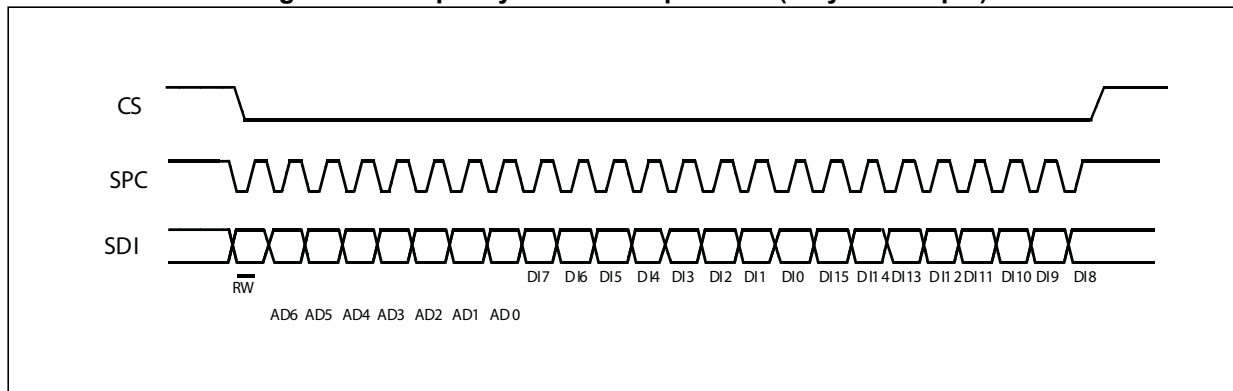 CS
SPC
SDI
RW
DI7 DI6 DI5 DI4 DI3 DI2 DI1 DI0 DI15 DI14 DI13 DI12 DI11 DI10 DI9 DI8
AD6 AD5 AD4 AD3 AD2 AD1 AD0